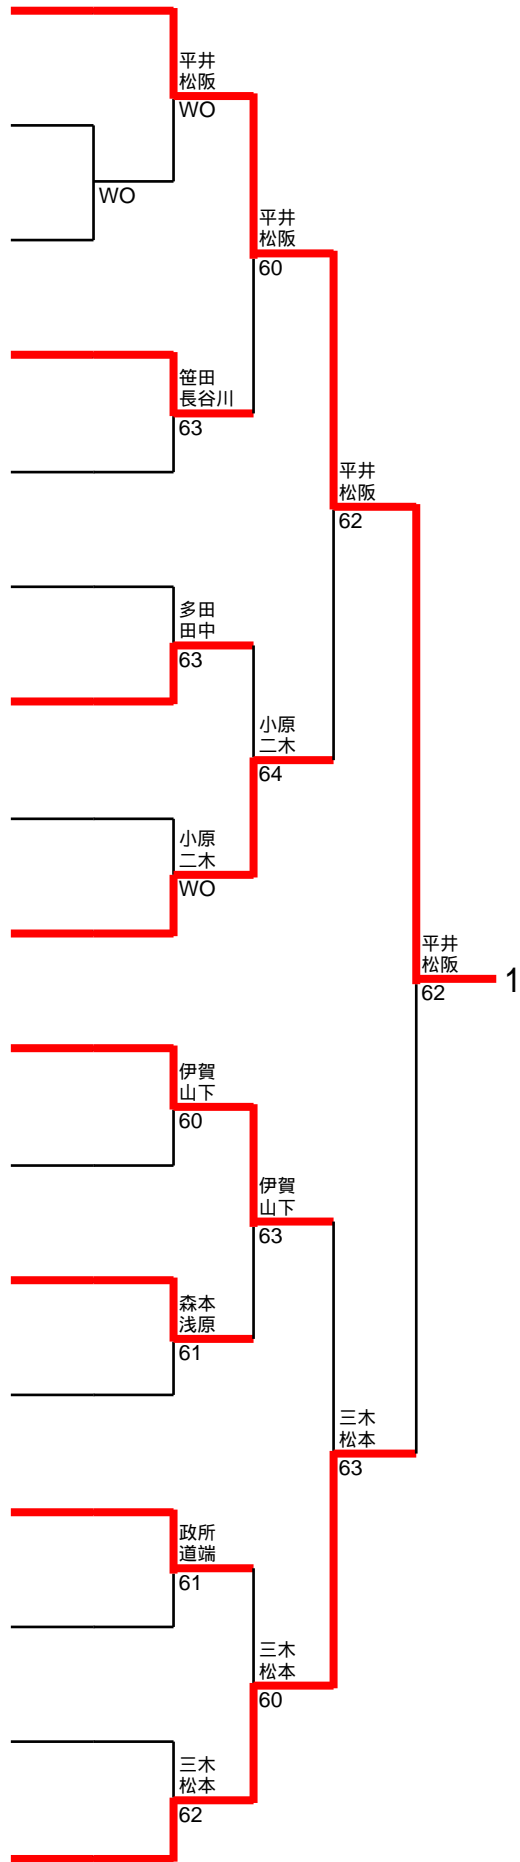 平井
松阪
WO
WO
平井
松阪
60
笹田
長谷川
63
平井
松阪
62
多田
田中
63
小原
二木
64
小原
二木
WO
平井
松阪
62
1
伊賀
山下
60
伊賀
山下
63
森本
浅原
61
三木
松本
63
政所
道端
61
三木
松本
60
三木
松本
62